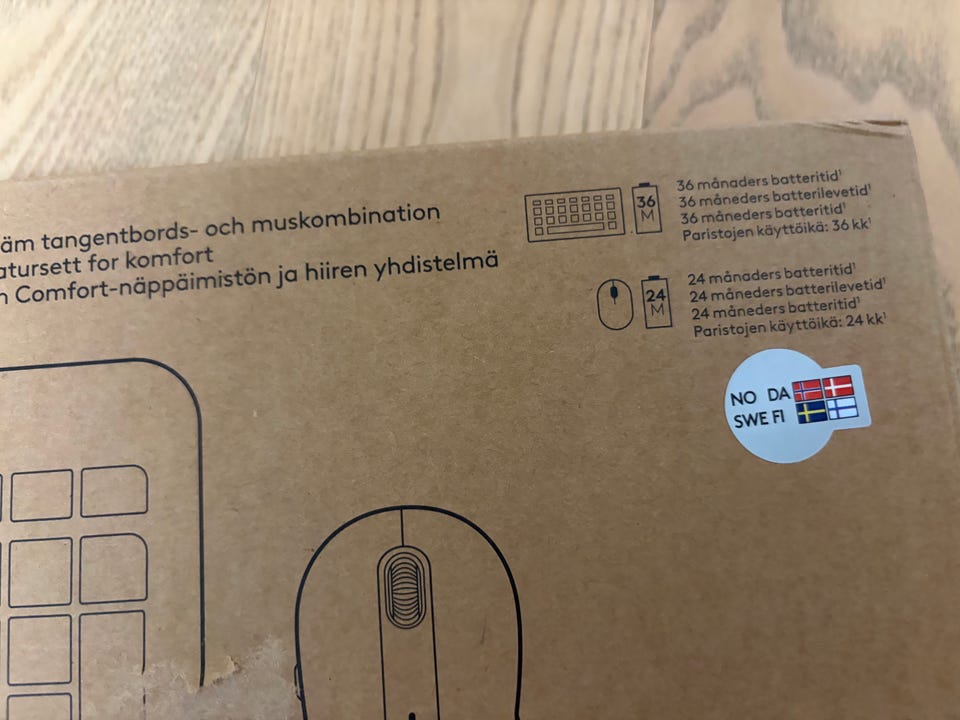 äm tangentbords- och muskombination
atursett for komfort
n Comfort-näppäimistön ja hiiren yhdistelmä
36
M
36 månaders batteritid¹
36 måneders batterilevetid¹
36 måneders batteritid¹
Paristojen käyttöikä: 36 kk¹
24
M
24 månaders batteritid¹
24 måneders batterilevetid¹
24 måneders batteritid¹
Paristojen käyttöikä: 24 kk¹
NO DA
SWE FI